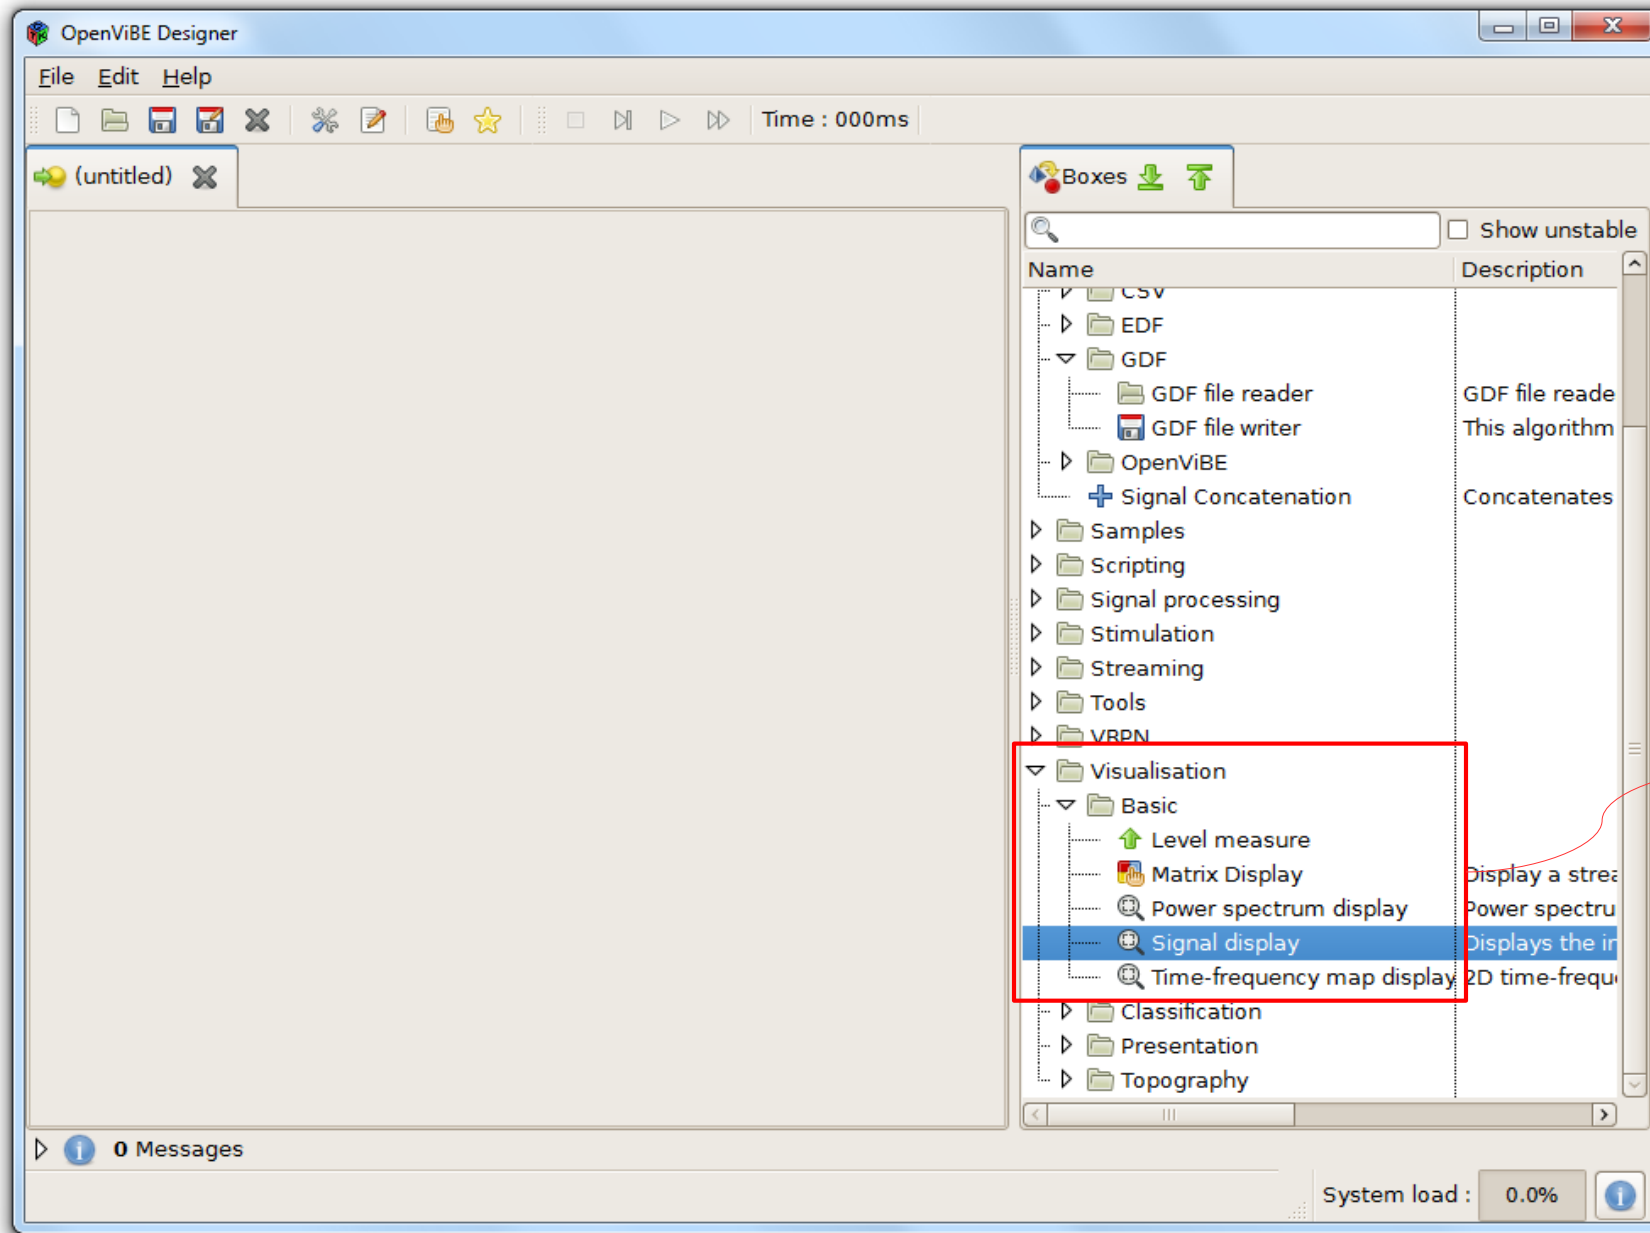 OpenViBE Designer
File Edit Help
Time : 000ms
(untitled)
Boxes
Show unstable
Name Description
CSV
EDF
GDF
GDF file reader GDF file reade
GDF file writer This algorithm
OpenViBE
Signal Concatenation Concatenates
Samples
Scripting
Signal processing
Stimulation
Streaming
Tools
VRPN
Visualisation
Basic
Level measure
Matrix Display Display a strea
Power spectrum display Power spectru
Signal display Displays the in
Time-frequency map display 2D time-freque
Classification
Presentation
Topography
0 Messages
System load : 0.0%